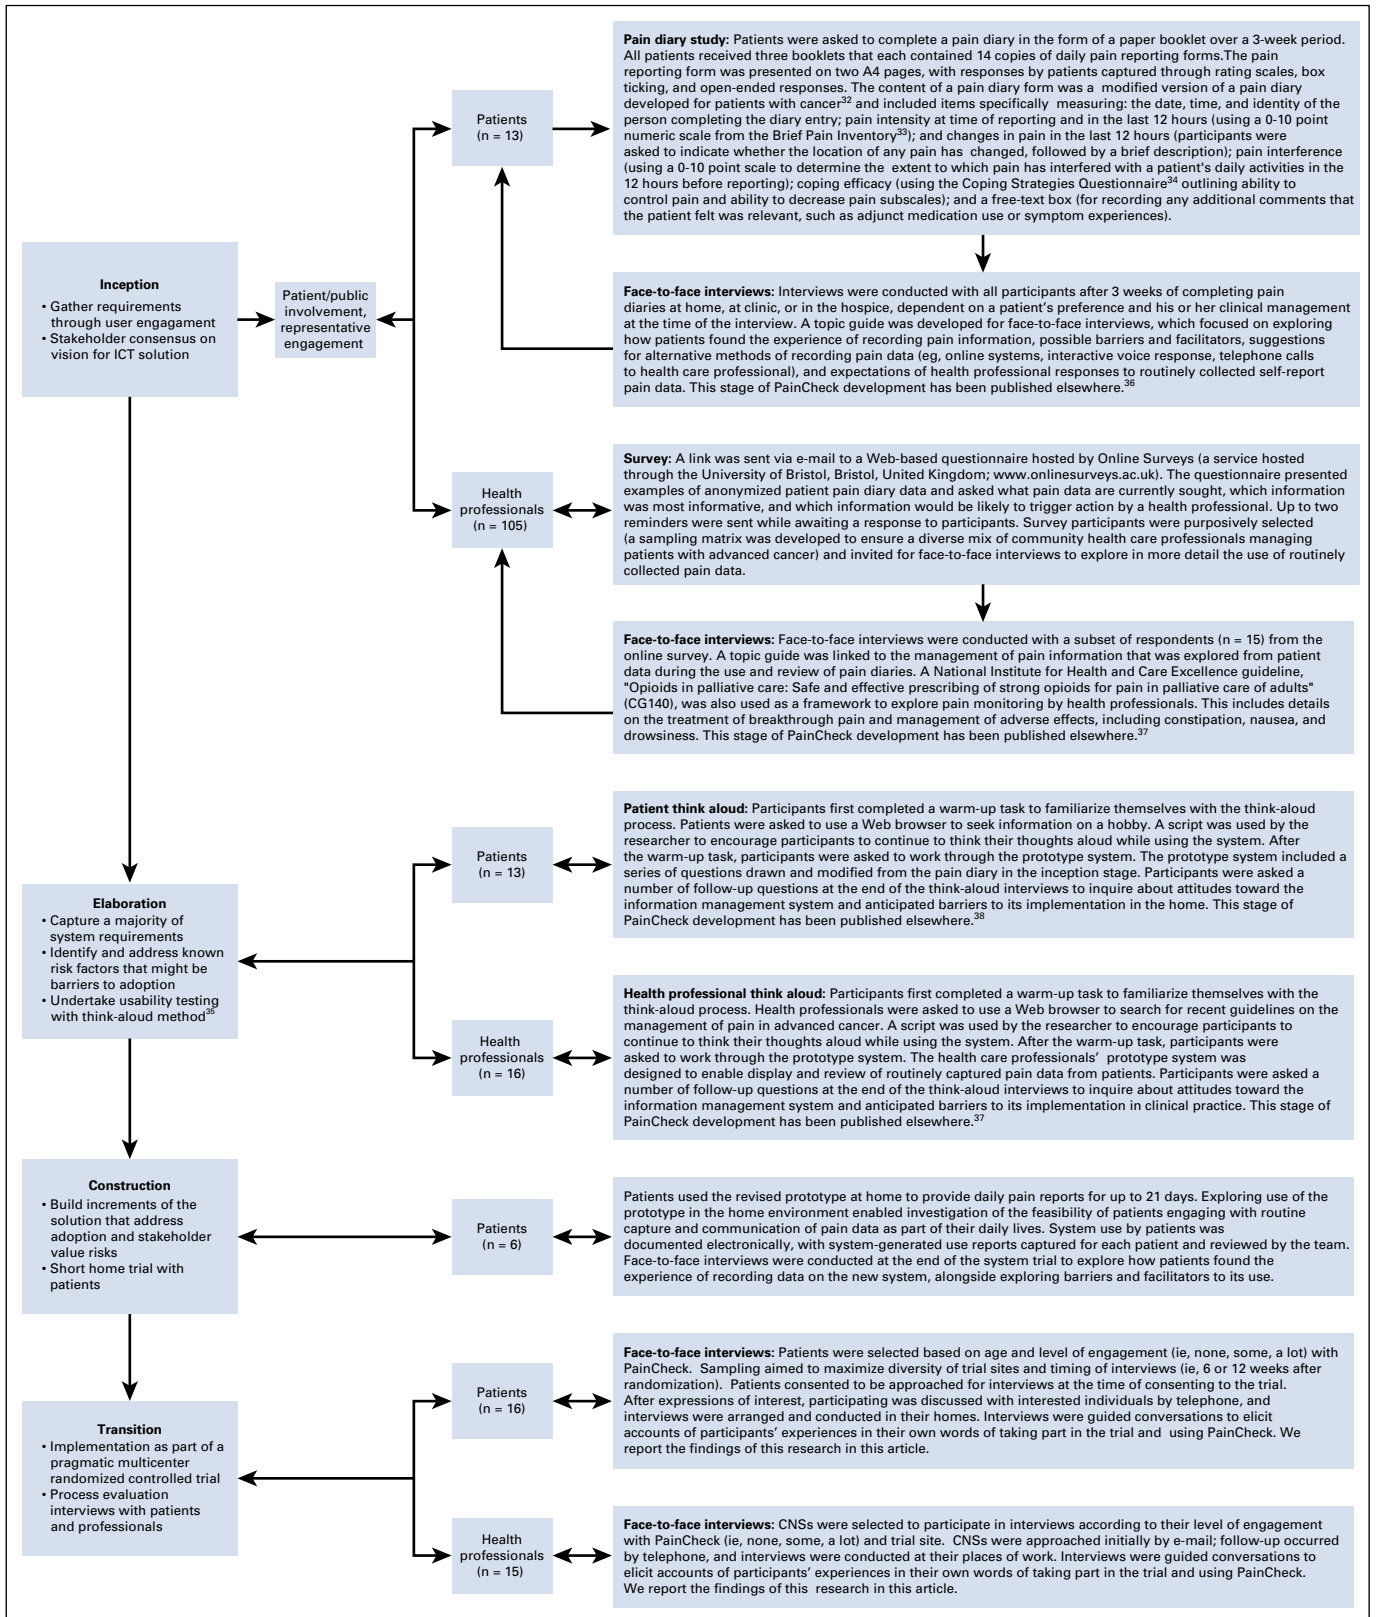 Pain diary study: Patients were asked to complete a pain diary in the form of a paper booklet over a 3-week period.
All patients received three booklets that each contained 14 copies of daily pain reporting forms.The pain
reporting form was presented on two A4 pages, with responses by patients captured through rating scales, box
ticking, and open-ended responses. The content of a pain diary form was a modified version of a pain diary
developed for patients with cancer32 and included items specifically measuring: the date, time, and identity of the
person completing the diary entry; pain intensity at time of reporting and in the last 12 hours (using a 0-10 point
numeric scale from the Brief Pain Inventory33); and changes in pain in the last 12 hours (participants were
asked to indicate whether the location of any pain has changed, followed by a brief description); pain interference
(using a 0-10 point scale to determine the extent to which pain has interfered with a patient's daily activities in the
12 hours before reporting); coping efficacy (using the Coping Strategies Questionnaire34 outlining ability to
control pain and ability to decrease pain subscales); and a free-text box (for recording any additional comments that
the patient felt was relevant, such as adjunct medication use or symptom experiences).
Patients
(n = 13)
Inception
• Gather requirements
through user engagament
• Stakeholder consensus on
vision for ICT solution
Patient/public
involvement,
representative
engagement
Face-to-face interviews: Interviews were conducted with all participants after 3 weeks of completing pain
diaries at home, at clinic, or in the hospice, dependent on a patient's preference and his or her clinical management
at the time of the interview. A topic guide was developed for face-to-face interviews, which focused on exploring
how patients found the experience of recording pain information, possible barriers and facilitators, suggestions
for alternative methods of recording pain data (eg, online systems, interactive voice response, telephone calls
to health care professional), and expectations of health professional responses to routinely collected self-report
pain data. This stage of PainCheck development has been published elsewhere.36
Health
professionals
(n = 105)
Survey: A link was sent via e-mail to a Web-based questionnaire hosted by Online Surveys (a service hosted
through the University of Bristol, Bristol, United Kingdom; www.onlinesurveys.ac.uk). The questionnaire presented
examples of anonymized patient pain diary data and asked what pain data are currently sought, which information
was most informative, and which information would be likely to trigger action by a health professional. Up to two
reminders were sent while awaiting a response to participants. Survey participants were purposively selected
(a sampling matrix was developed to ensure a diverse mix of community health care professionals managing
patients with advanced cancer) and invited for face-to-face interviews to explore in more detail the use of routinely
collected pain data.
Face-to-face interviews: Face-to-face interviews were conducted with a subset of respondents (n = 15) from the
online survey. A topic guide was linked to the management of pain information that was explored from patient
data during the use and review of pain diaries. A National Institute for Health and Care Excellence guideline,
"Opioids in palliative care: Safe and effective prescribing of strong opioids for pain in palliative care of adults"
(CG140), was also used as a framework to explore pain monitoring by health professionals. This includes details
on the treatment of breakthrough pain and management of adverse effects, including constipation, nausea, and
drowsiness. This stage of PainCheck development has been published elsewhere.37
Patients
(n = 13)
Patient think aloud: Participants first completed a warm-up task to familiarize themselves with the think-aloud
process. Patients were asked to use a Web browser to seek information on a hobby. A script was used by the
researcher to encourage participants to continue to think their thoughts aloud while using the system. After
the warm-up task, participants were asked to work through the prototype system. The prototype system included a
series of questions drawn and modified from the pain diary in the inception stage. Participants were asked a
number of follow-up questions at the end of the think-aloud interviews to inquire about attitudes toward the
information management system and anticipated barriers to its implementation in the home. This stage of
PainCheck development has been published elsewhere.38
Elaboration
• Capture a majority of
system requirements
• Identify and address known
risk factors that might be
barriers to adoption
• Undertake usability testing
with think-aloud method35
Health
professionals
(n = 16)
Health professional think aloud: Participants first completed a warm-up task to familiarize themselves with the
think-aloud process. Health professionals were asked to use a Web browser to search for recent guidelines on the
management of pain in advanced cancer. A script was used by the researcher to encourage participants to
continue to think their thoughts aloud while using the system. After the warm-up task, participants were
asked to work through the prototype system. The health care professionals' prototype system was
designed to enable display and review of routinely captured pain data from patients. Participants were asked a
number of follow-up questions at the end of the think-aloud interviews to inquire about attitudes toward the
information management system and anticipated barriers to its implementation in clinical practice. This stage of
PainCheck development has been published elsewhere.37
Construction
• Build increments of the
solution that address
adoption and stakeholder
value risks
• Short home trial with
patients
Patients
(n = 6)
Patients used the revised prototype at home to provide daily pain reports for up to 21 days. Exploring use of the
prototype in the home environment enabled investigation of the feasibility of patients engaging with routine
capture and communication of pain data as part of their daily lives. System use by patients was
documented electronically, with system-generated use reports captured for each patient and reviewed by the team.
Face-to-face interviews were conducted at the end of the system trial to explore how patients found the
experience of recording data on the new system, alongside exploring barriers and facilitators to its use.
Patients
(n = 16)
Face-to-face interviews: Patients were selected based on age and level of engagement (ie, none, some, a lot) with
PainCheck. Sampling aimed to maximize diversity of trial sites and timing of interviews (ie, 6 or 12 weeks after
randomization). Patients consented to be approached for interviews at the time of consenting to the trial.
After expressions of interest, participating was discussed with interested individuals by telephone, and
interviews were arranged and conducted in their homes. Interviews were guided conversations to elicit
accounts of participants' experiences in their own words of taking part in the trial and using PainCheck. We
report the findings of this research in this article.
Transition
• Implementation as part of a
pragmatic multicenter
randomized controlled trial
• Process evaluation
interviews with patients
and professionals
Health
professionals
(n = 15)
Face-to-face interviews: CNSs were selected to participate in interviews according to their level of engagement
with PainCheck (ie, none, some, a lot) and trial site. CNSs were approached initially by e-mail; follow-up occurred
by telephone, and interviews were conducted at their places of work. Interviews were guided conversations to
elicit accounts of participants' experiences in their own words of taking part in the trial and using PainCheck.
We report the findings of this research in this article.